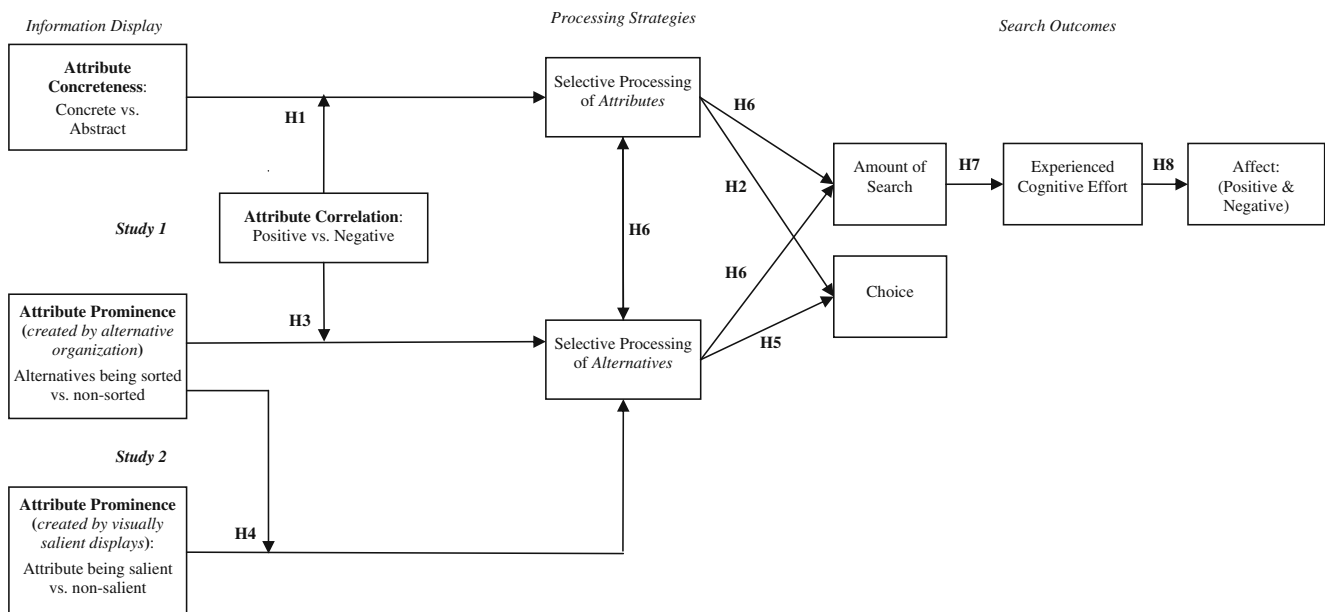 Information Display
Processing Strategies
Search Outcomes
Attribute
Concreteness:
Concrete vs.
Abstract
H1
Selective Processing
of Attributes
H6
H2
Amount of
Search
H7
Experienced
Cognitive Effort
H8
Affect:
(Positive &
Negative)
Study 1
Attribute Correlation:
Positive vs. Negative
H6
H6
Choice
Attribute Prominence
(created by alternative
organization)
Alternatives being sorted
vs. non-sorted
H3
Selective Processing
of Alternatives
H5
Study 2
Attribute Prominence
(created by visually
salient displays):
Attribute being salient
vs. non-salient
H4